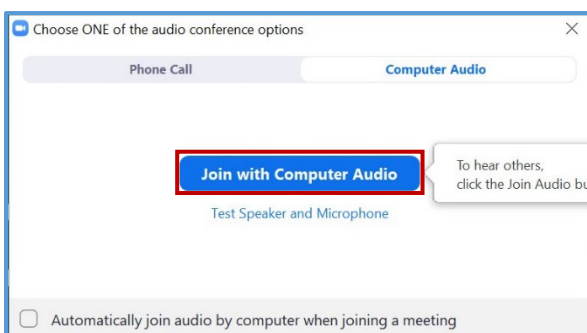 Choose ONE of the audio conference options
Phone Call
Computer Audio
Join with Computer Audio
To hear others,
click the Join Audio
Test Speaker and Microphone
Automatically join audio by computer when joining a meeting